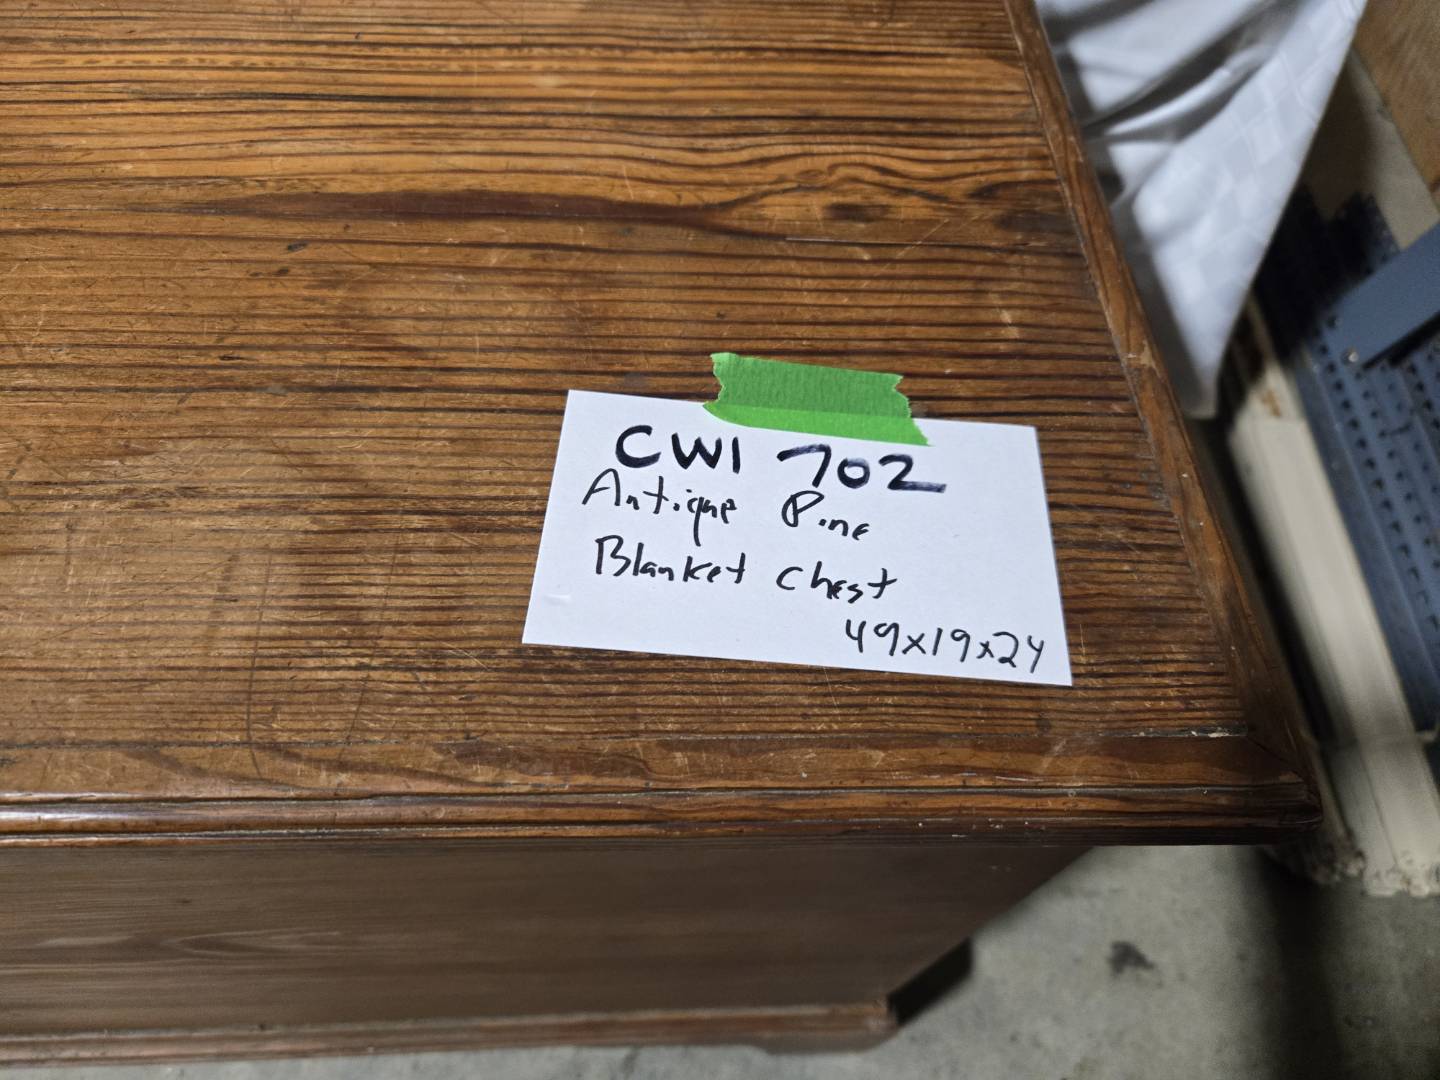 CWI 702
Antique Pine
Blanket Chest
49x19x24